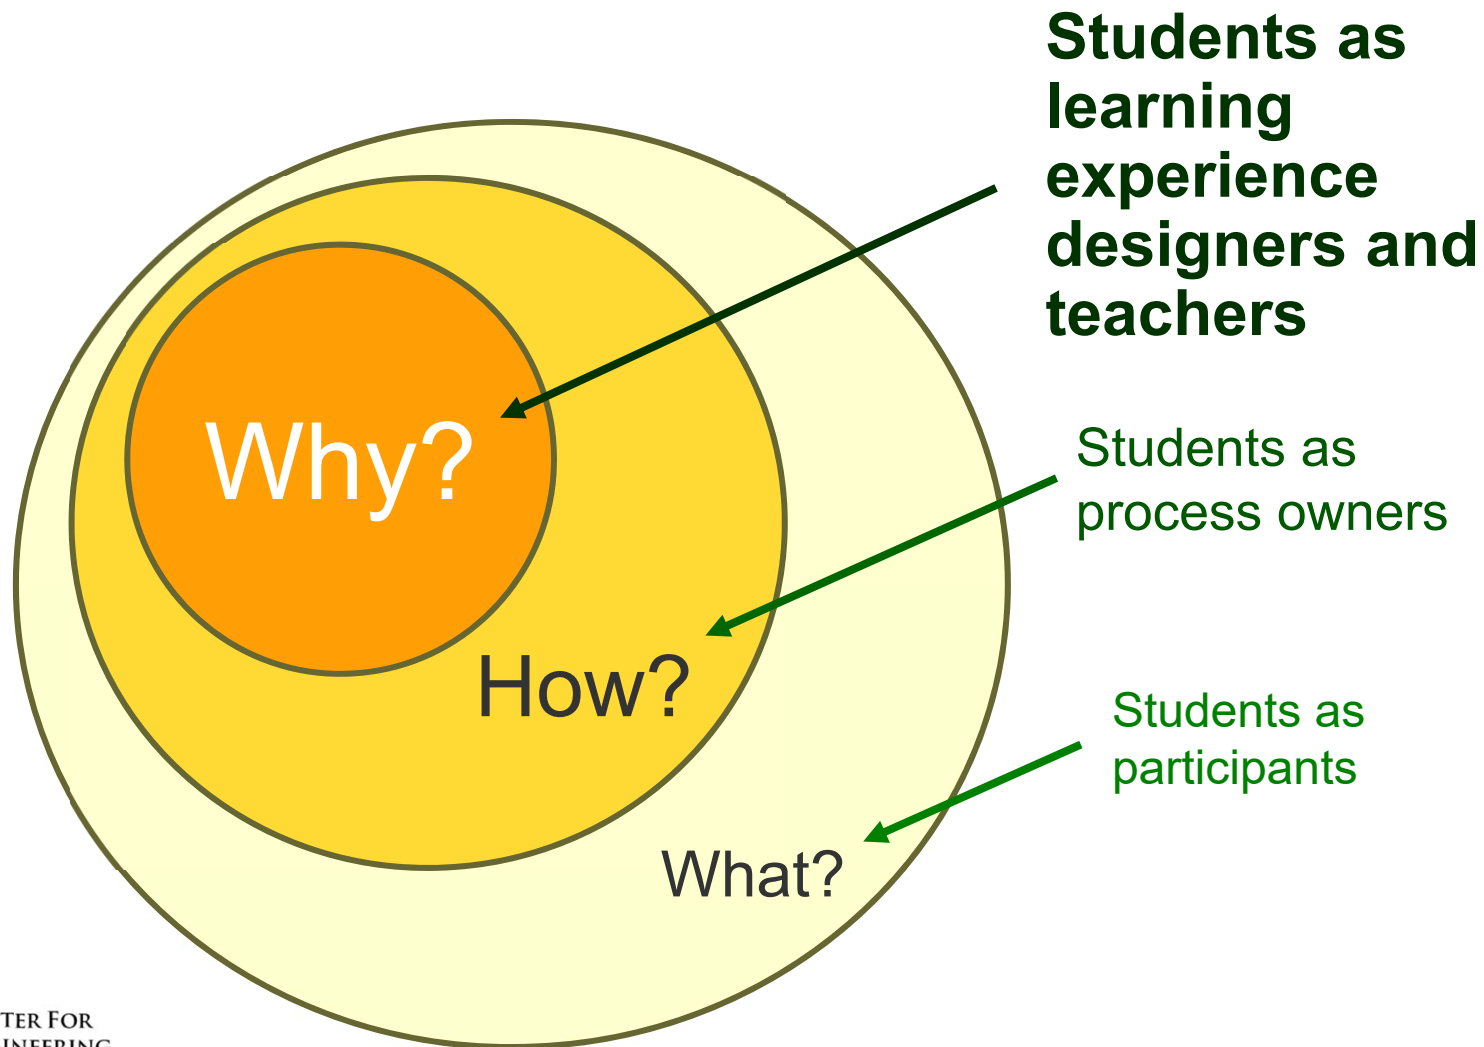 Students as
learning
experience
designers and
teachers
Why?
Students as
process owners
How?
Students as
participants
What?
TER FOR